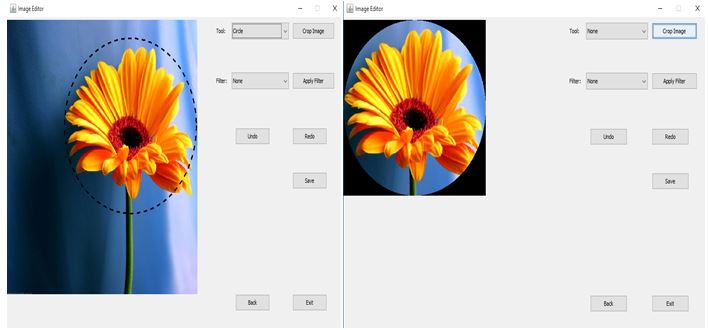 Image Editor
Tool: Circle Crop Image
Filter: None Apply Filter
Undo Redo
Save
Back Exit
Image Editor
Tool: None Crop Image
Filter: None Apply Filter
Undo Redo
Save
Back Exit